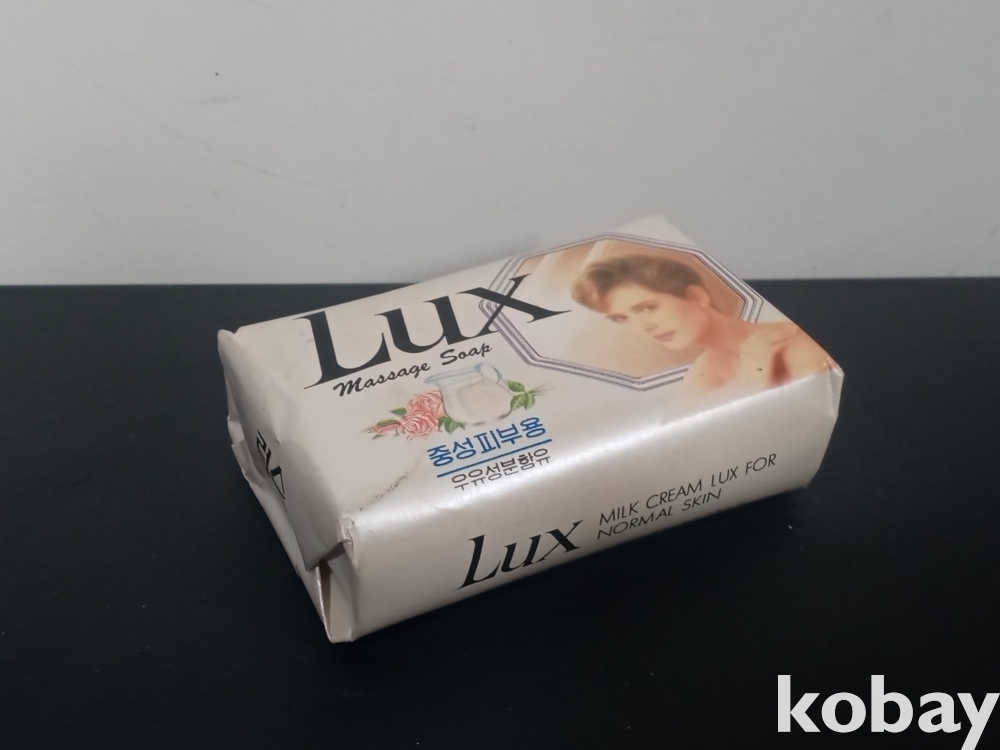 Lux
Massage Soap
중성피부용
우유성분함유
Lux
MILK CREAM LUX FOR
NORMAL SKIN
kobay